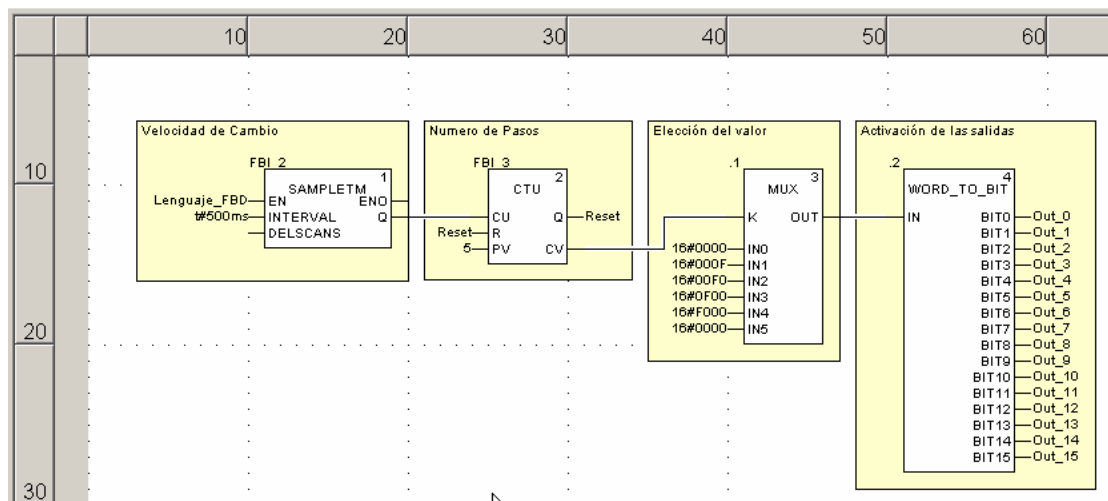 10 20 30 40 50 60
10
20
30
Velocidad de Cambio
FBI_2
1
SAMPLETM
Lenguaje_FBD EN ENO
t#500ms INTERVAL Q
DELSCANS
Numero de Pasos
FBI_3
2
CTU
CU Q Reset
Reset R
5 PV CV
Elección del valor
.1
3
MUX
K OUT
16#0000 IN0
16#000F IN1
16#00F0 IN2
16#0F00 IN3
16#F000 IN4
16#0000 IN5
Activación de las salidas
.2
4
WORD_TO_BIT
IN BIT0 Out_0
BIT1 Out_1
BIT2 Out_2
BIT3 Out_3
BIT4 Out_4
BIT5 Out_5
BIT6 Out_6
BIT7 Out_7
BIT8 Out_8
BIT9 Out_9
BIT10 Out_10
BIT11 Out_11
BIT12 Out_12
BIT13 Out_13
BIT14 Out_14
BIT15 Out_15